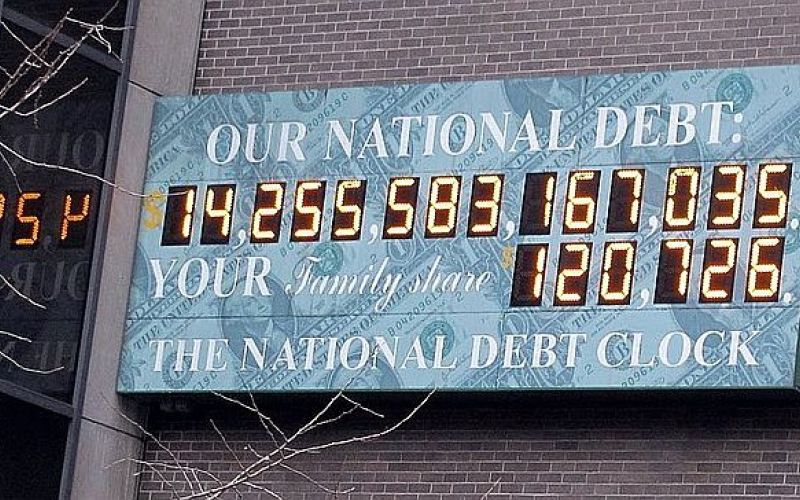 OUR NATIONAL DEBT:
$14,255,583,167,035.
YOUR Family share $120,726.
THE NATIONAL DEBT CLOCK